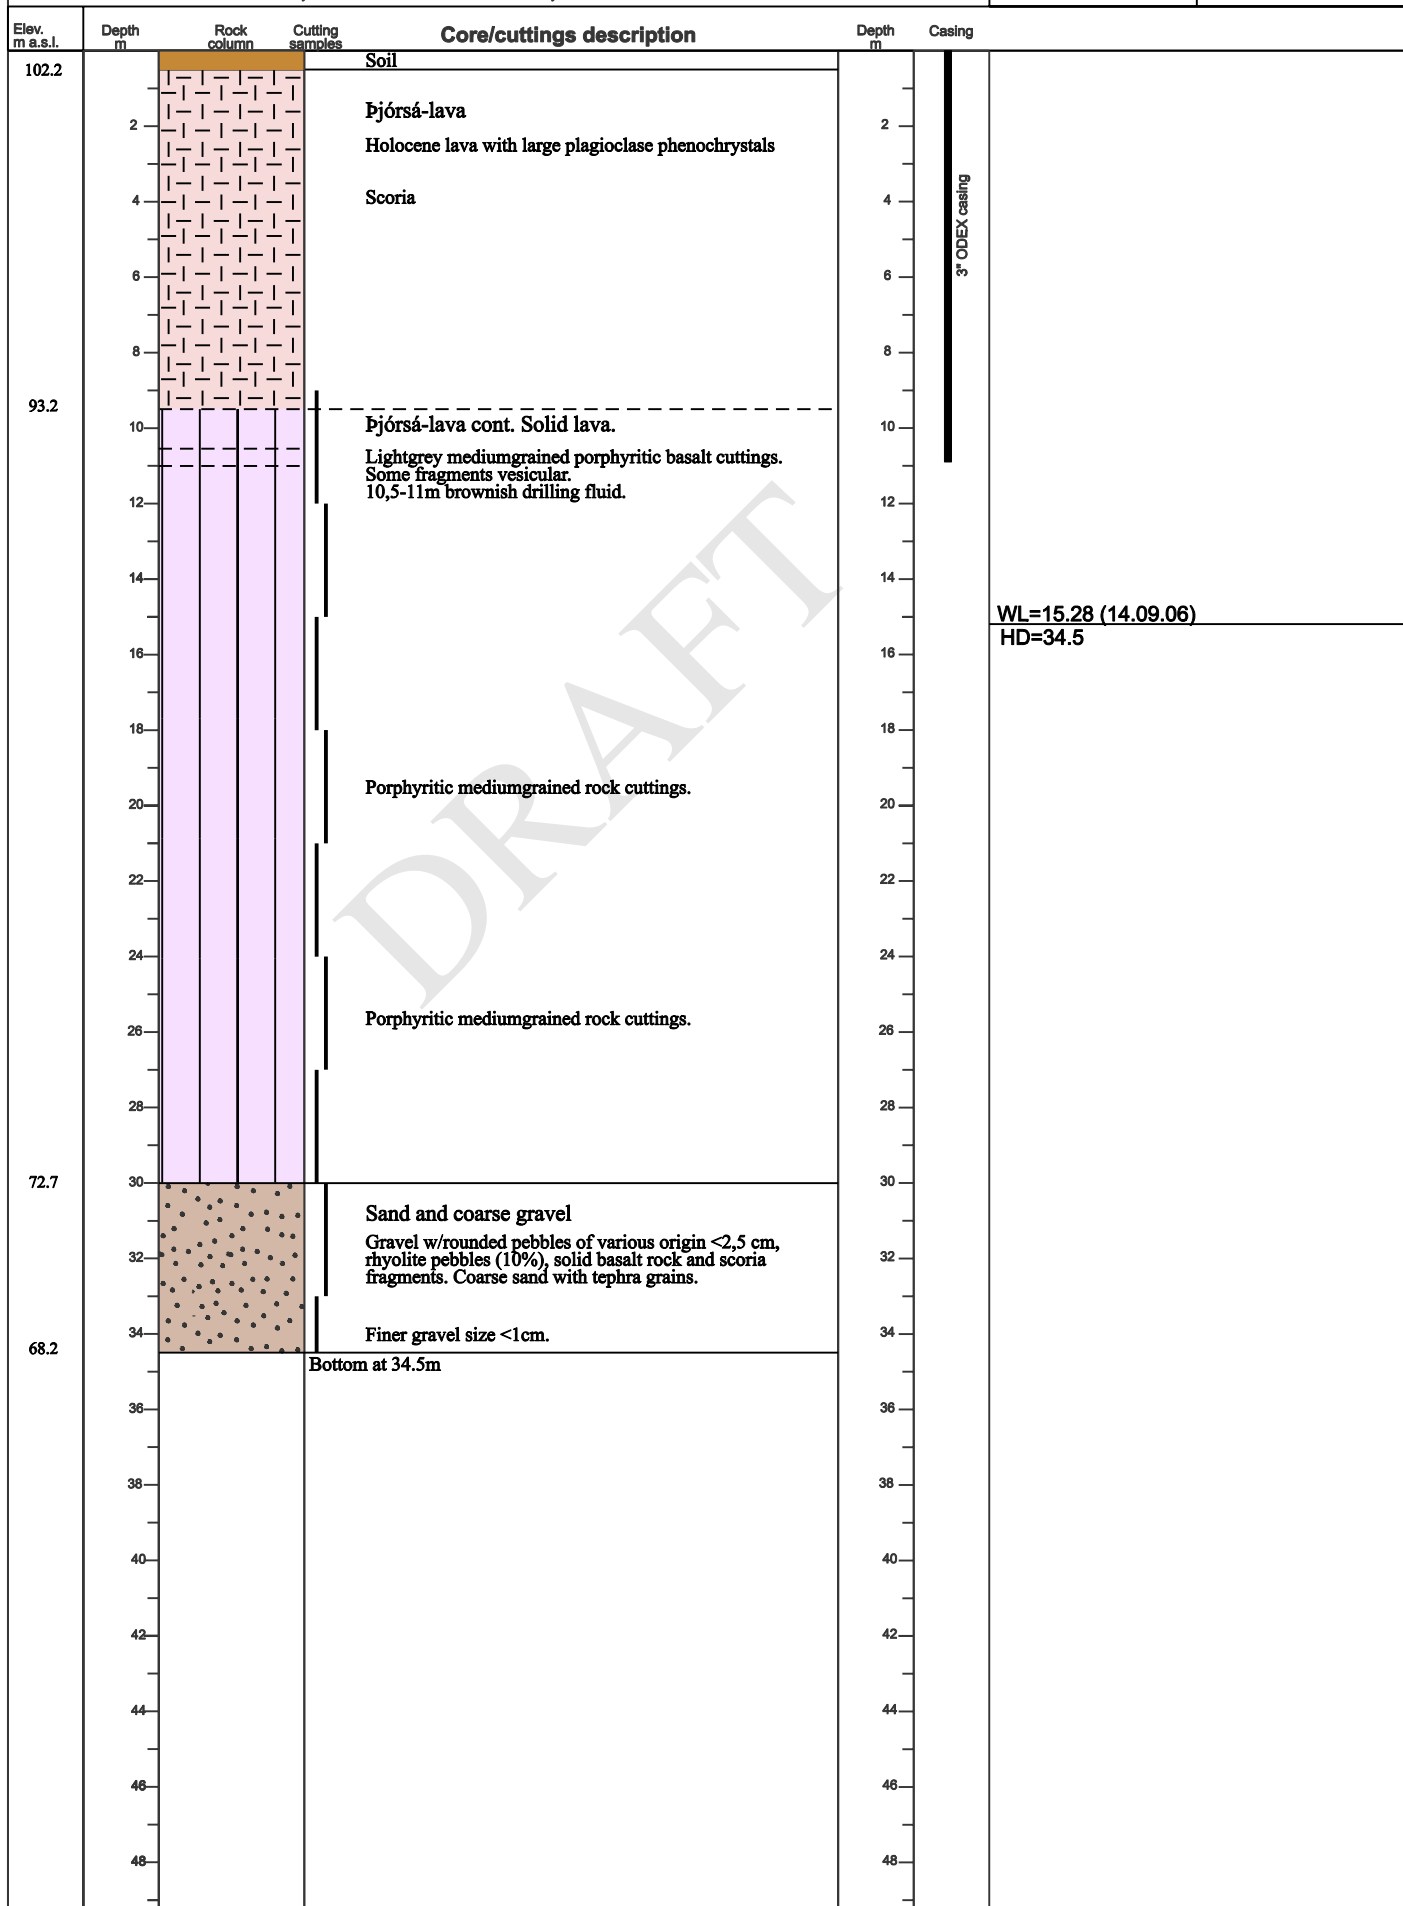 Elev.
m a.s.l.
Depth
m
Rock
column
Cutting
samples
Core/cuttings description
Depth
m
Casing
102.2
Soil
Þjórsá-lava
2
2
Holocene lava with large plagioclase phenochrystals
Scoria
4
4
3" ODEX casing
6
6
8
8
93.2
Þjórsá-lava cont. Solid lava.
10
10
Lightgrey mediumgrained porphyritic basalt cuttings.
Some fragments vesicular.
10,5-11m brownish drilling fluid.
12
12
14
14
WL=15.28 (14.09.06)
HD=34.5
16
16
DRAFT
18
18
Porphyritic mediumgrained rock cuttings.
20
20
22
22
24
24
Porphyritic mediumgrained rock cuttings.
26
26
28
28
72.7
30
30
Sand and coarse gravel
Gravel w/rounded pebbles of various origin <2,5 cm,
rhyolite pebbles (10%), solid basalt rock and scoria
fragments. Coarse sand with tephra grains.
32
32
Finer gravel size <1cm.
34
34
68.2
Bottom at 34.5m
36
36
38
38
40
40
42
42
44
44
46
46
48
48